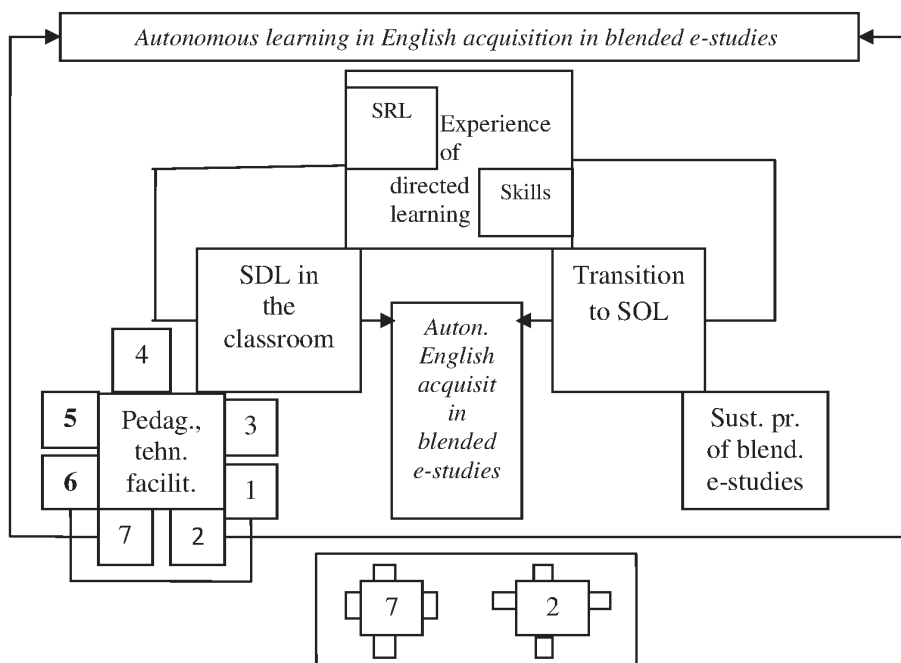 Autonomous learning in English acquisition in blended e-studies
SRL
Experience
of
directed
learning
Skills
SDL in
the
classroom
Transition
to SOL
Auton.
English
acquisit
in
blended
e-studies
4
5
Pedag.,
tehn.
facilit.
3
6
1
7
2
Sust. pr.
of blend.
e-studies
7
2